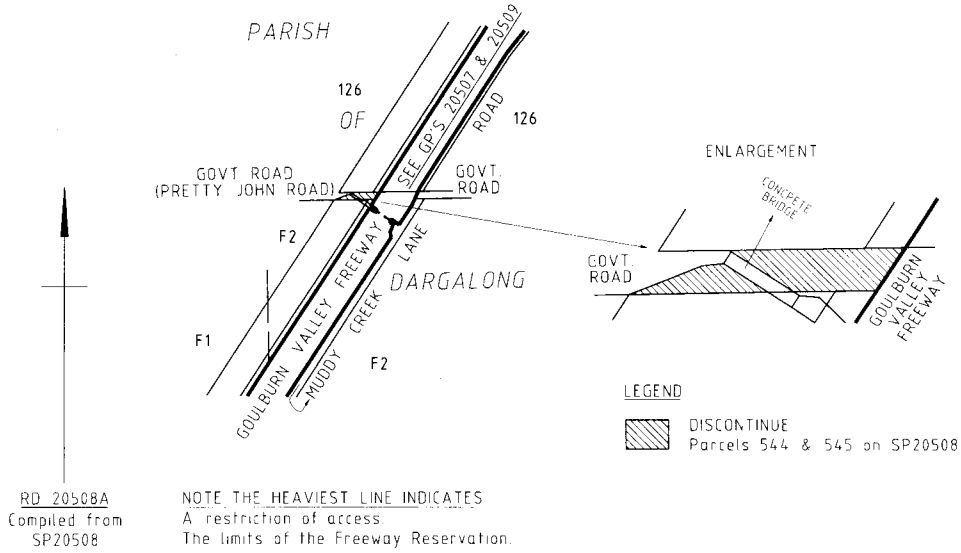 PARISH
126
OF
SEE GP'S 20507 & 20509
ROAD
126
GOVT ROAD
(PRETTY JOHN ROAD)
GOVT.
ROAD
F2
GOULBURN VALLEY FREEWAY
MUDDY CREEK LANE
DARGALONG
F1
F2
ENLARGEMENT
CONCRETE
BRIDGE
GOVT.
ROAD
GOULBURN
VALLEY
FREEWAY
LEGEND
DISCONTINUE
Parcels 544 & 545 on SP20508
RD 20508A
Compiled from
SP20508
NOTE THE HEAVIEST LINE INDICATES
A restriction of access.
The limits of the Freeway Reservation.